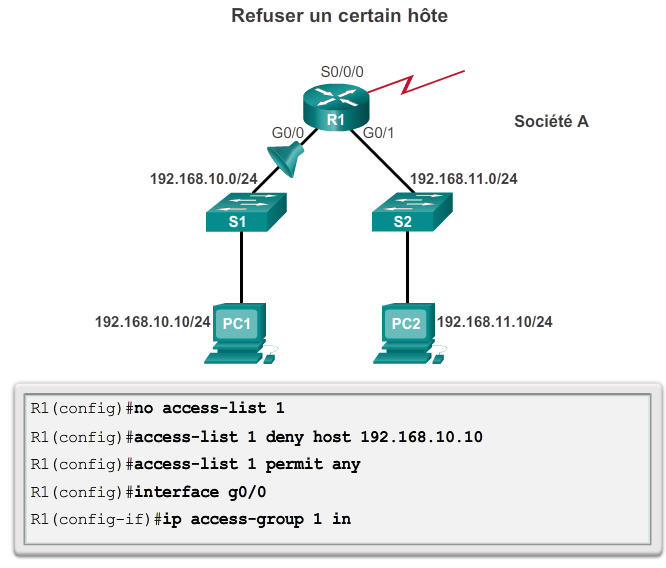 Refuser un certain hôte
S0/0/0
R1
Société A
G0/0
G0/1
192.168.10.0/24
192.168.11.0/24
S1
S2
192.168.10.10/24
PC1
PC2
192.168.11.10/24
R1(config)#no access-list 1
R1(config)#access-list 1 deny host 192.168.10.10
R1(config)#access-list 1 permit any
R1(config)#interface g0/0
R1(config-if)#ip access-group 1 in